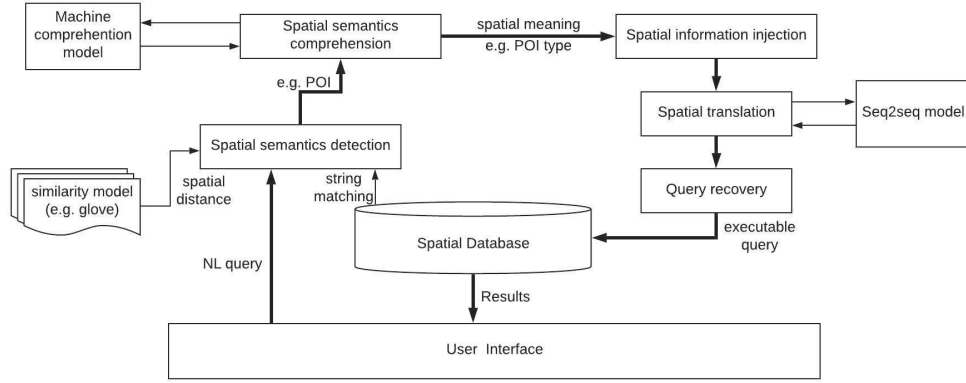 Machine
comprehention
model
Spatial semantics
comprehension
spatial meaning
e.g. POI type
Spatial information injection
e.g. POI
Spatial translation
Seq2seq model
Spatial semantics detection
similarity model
(e.g. glove)
spatial
distance
string
matching
Query recovery
Spatial Database
executable
query
NL query
Results
User Interface